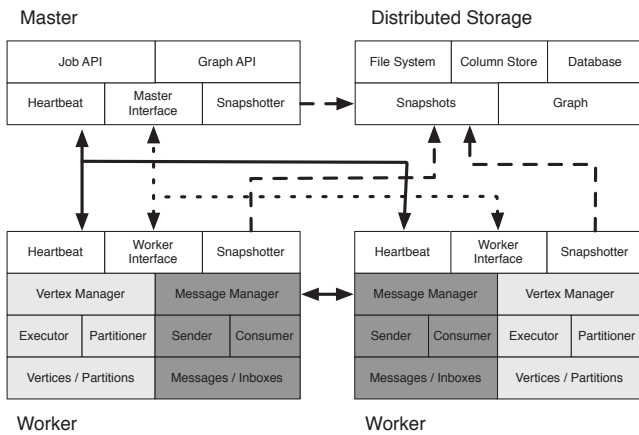 Master
Distributed Storage
Job API
Graph API
File System
Column Store
Database
Heartbeat
Master
Interface
Snapshotter
Snapshots
Graph
Heartbeat
Worker
Interface
Snapshotter
Heartbeat
Worker
Interface
Snapshotter
Vertex Manager
Message Manager
Message Manager
Vertex Manager
Executor
Partitioner
Sender
Consumer
Sender
Consumer
Executor
Partitioner
Vertices / Partitions
Messages / Inboxes
Messages / Inboxes
Vertices / Partitions
Worker
Worker